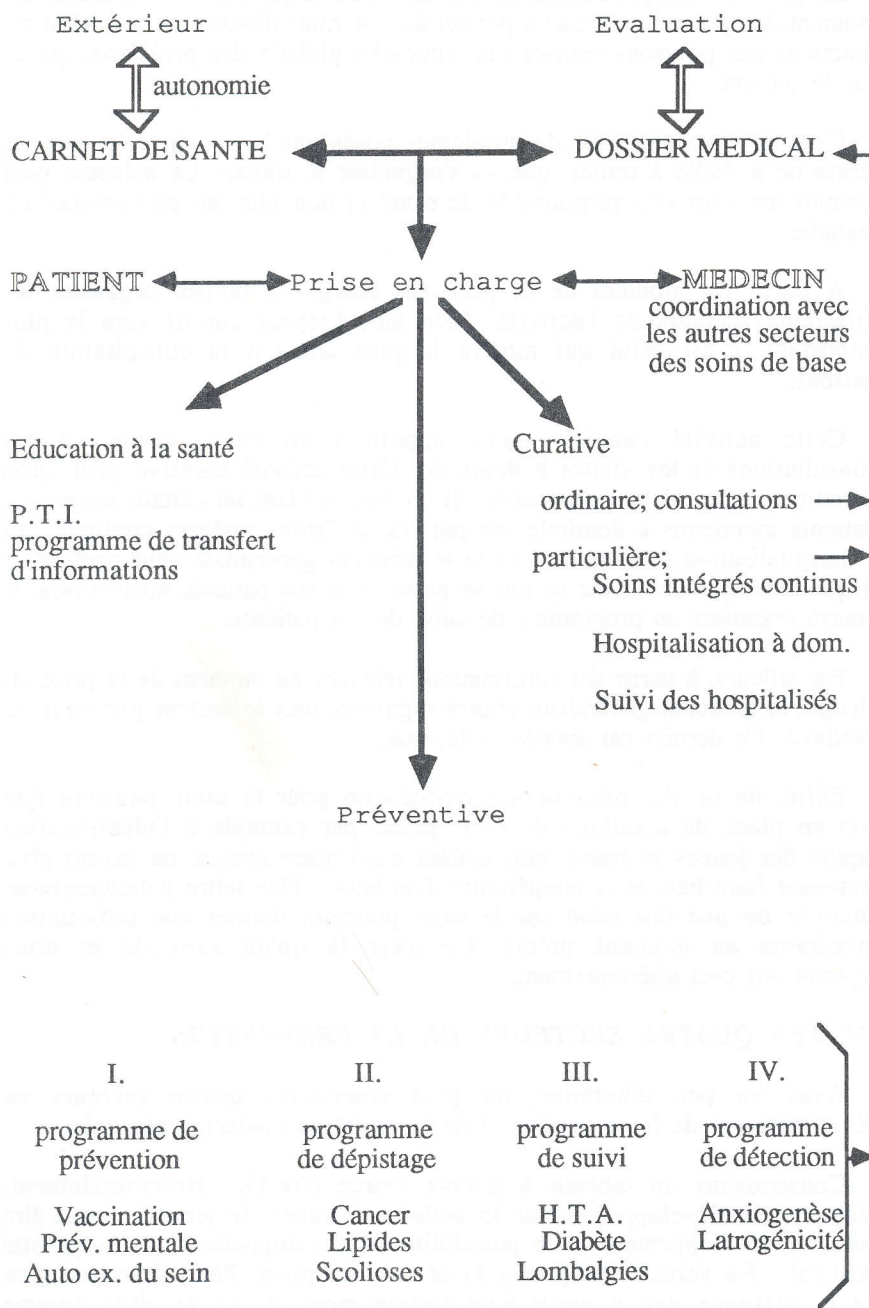 Extérieur
Evaluation
autonomie
CARNET DE SANTE
DOSSIER MEDICAL
PATIENT
Prise en charge
MEDECIN
coordination avec
les autres secteurs
des soins de base
Education à la santé
P.T.I.
programme de transfert
d'informations
Curative
ordinaire; consultations
particulière;
Soins intégrés continus
Hospitalisation à dom.
Suivi des hospitalisés
Préventive
I.
programme de
prévention
Vaccination
Prév. mentale
Auto ex. du sein
II.
programme
de dépistage
Cancer
Lipides
Scolioses
III.
programme
de suivi
H.T.A.
Diabète
Lombalgies
IV.
programme
de détection
Anxiogenèse
Latrogénicité